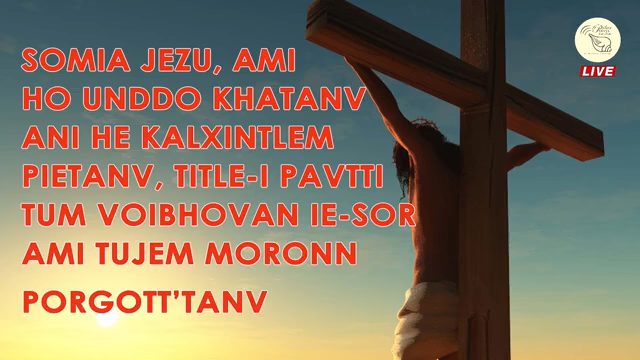 SOMIA JEZU, AMI
HO UNDDO KHATANV
ANI HE KALXINTLEM
PIETANV, TITLE-I PAVTTI
TUM VOIBHOVAN IE-SOR
AMI TUJEM MORONN
PORGOTT'TANV
LIVE